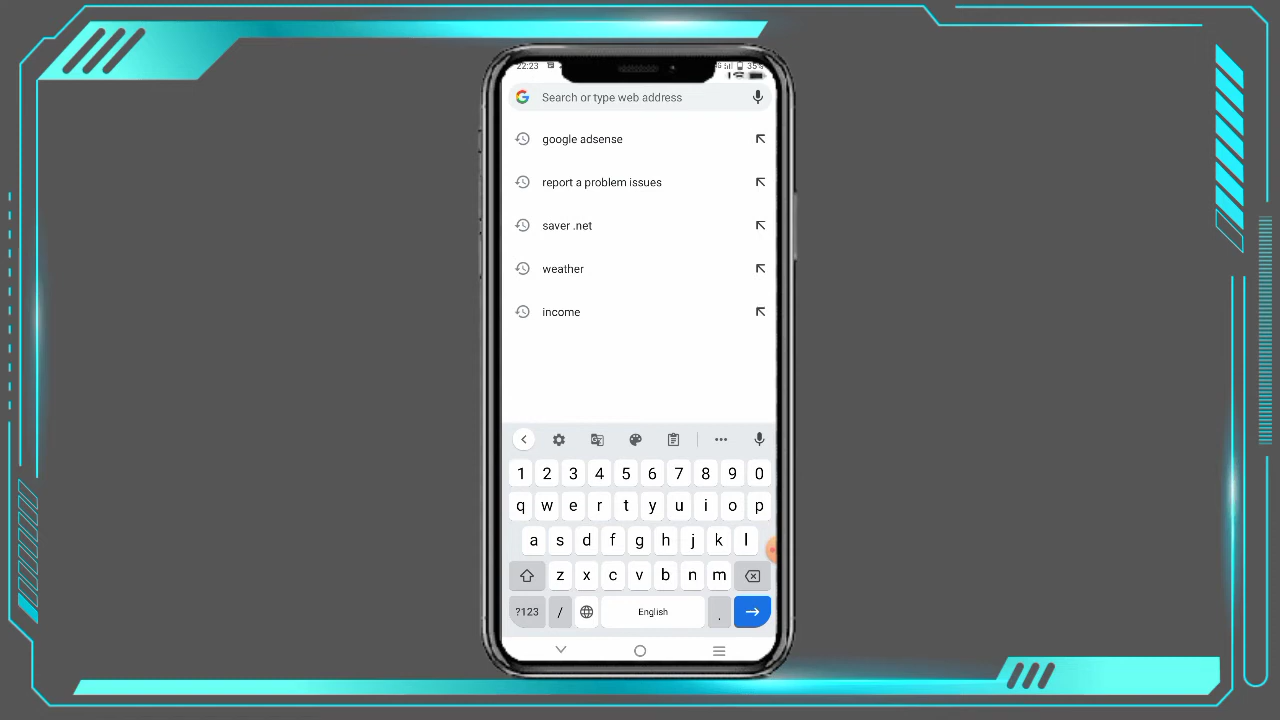 22:23 35%
Search or type web address
google adsense
report a problem issues
saver .net
weather
income
1 2 3 4 5 6 7 8 9 0
q w e r t y u i o p
a s d f g h j k l
z x c v b n m
?123 / English .